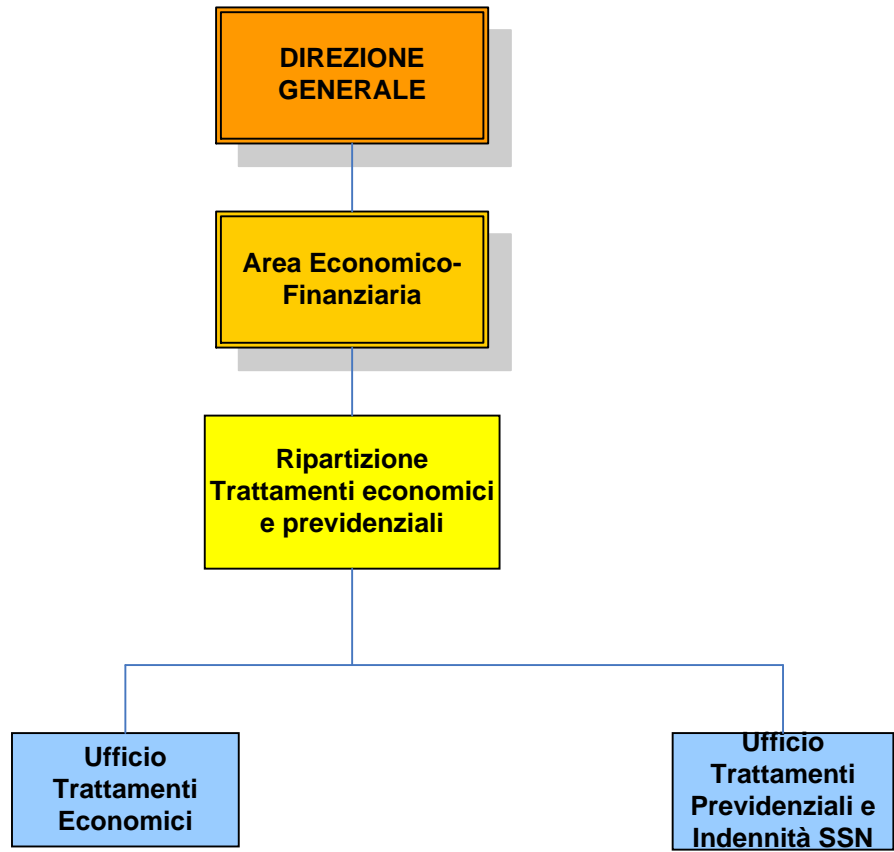 DIREZIONE
GENERALE
Area Economico-
Finanziaria
Ripartizione
Trattamenti economici
e previdenziali
Ufficio
Trattamenti
Economici
Ufficio
Trattamenti
Previdenziali e
Indennità SSN